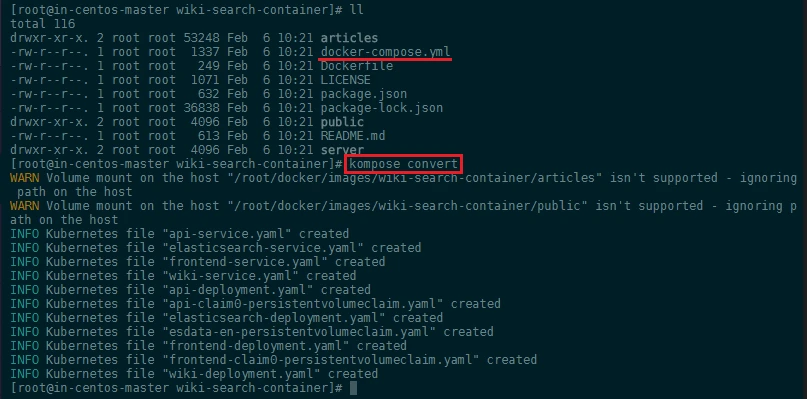 [root@in-centos-master wiki-search-container]# ll
total 116
drwxr-xr-x. 2 root root 53248 Feb  6 10:21 articles
-rw-r--r--. 1 root root  1337 Feb  6 10:21 docker-compose.yml
-rw-r--r--. 1 root root   249 Feb  6 10:21 Dockerfile
-rw-r--r--. 1 root root  1071 Feb  6 10:21 LICENSE
-rw-r--r--. 1 root root   632 Feb  6 10:21 package.json
-rw-r--r--. 1 root root 36838 Feb  6 10:21 package-lock.json
drwxr-xr-x. 2 root root  4096 Feb  6 10:21 public
-rw-r--r--. 1 root root   613 Feb  6 10:21 README.md
drwxr-xr-x. 2 root root  4096 Feb  6 10:21 server
[root@in-centos-master wiki-search-container]# kompose convert
WARN Volume mount on the host "/root/docker/images/wiki-search-container/articles" isn't supported - ignoring
 path on the host
WARN Volume mount on the host "/root/docker/images/wiki-search-container/public" isn't supported - ignoring p
ath on the host
INFO Kubernetes file "api-service.yaml" created
INFO Kubernetes file "elasticsearch-service.yaml" created
INFO Kubernetes file "frontend-service.yaml" created
INFO Kubernetes file "wiki-service.yaml" created
INFO Kubernetes file "api-deployment.yaml" created
INFO Kubernetes file "api-claim0-persistentvolumeclaim.yaml" created
INFO Kubernetes file "elasticsearch-deployment.yaml" created
INFO Kubernetes file "esdata-en-persistentvolumeclaim.yaml" created
INFO Kubernetes file "frontend-deployment.yaml" created
INFO Kubernetes file "frontend-claim0-persistentvolumeclaim.yaml" created
INFO Kubernetes file "wiki-deployment.yaml" created
[root@in-centos-master wiki-search-container]#